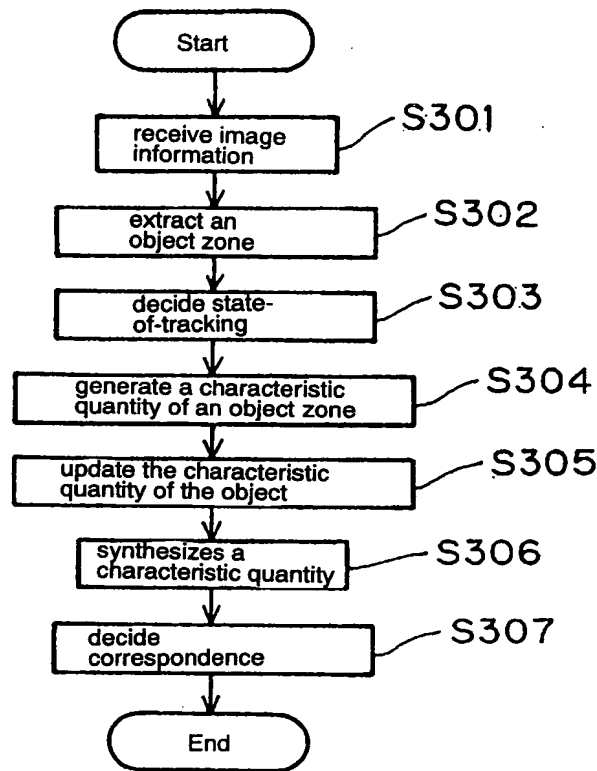 Start
receive image
information
S301
extract an
object zone
S302
decide state-
of-tracking
S303
generate a characteristic
quantity of an object zone
S304
update the characteristic
quantity of the object
S305
synthesizes a
characteristic quantity
S306
decide
correspondence
S307
End